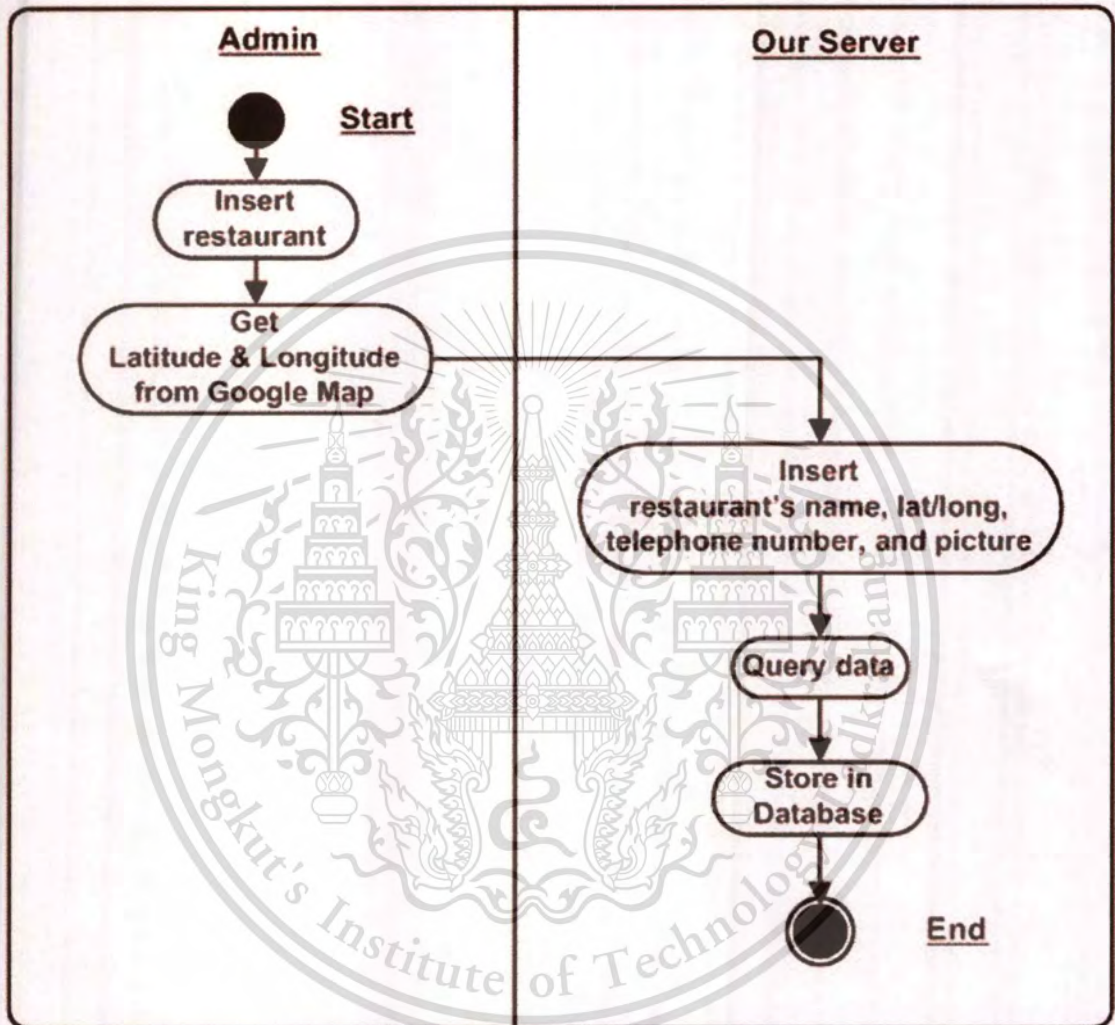 Admin
Start
Insert
restaurant
Get
Latitude & Longitude
from Google Map
Our Server
Insert
restaurant's name, lat/long,
telephone number, and picture
Query data
Store in
Database
End
King Mongkut's Institute of Technology Ladkrabang